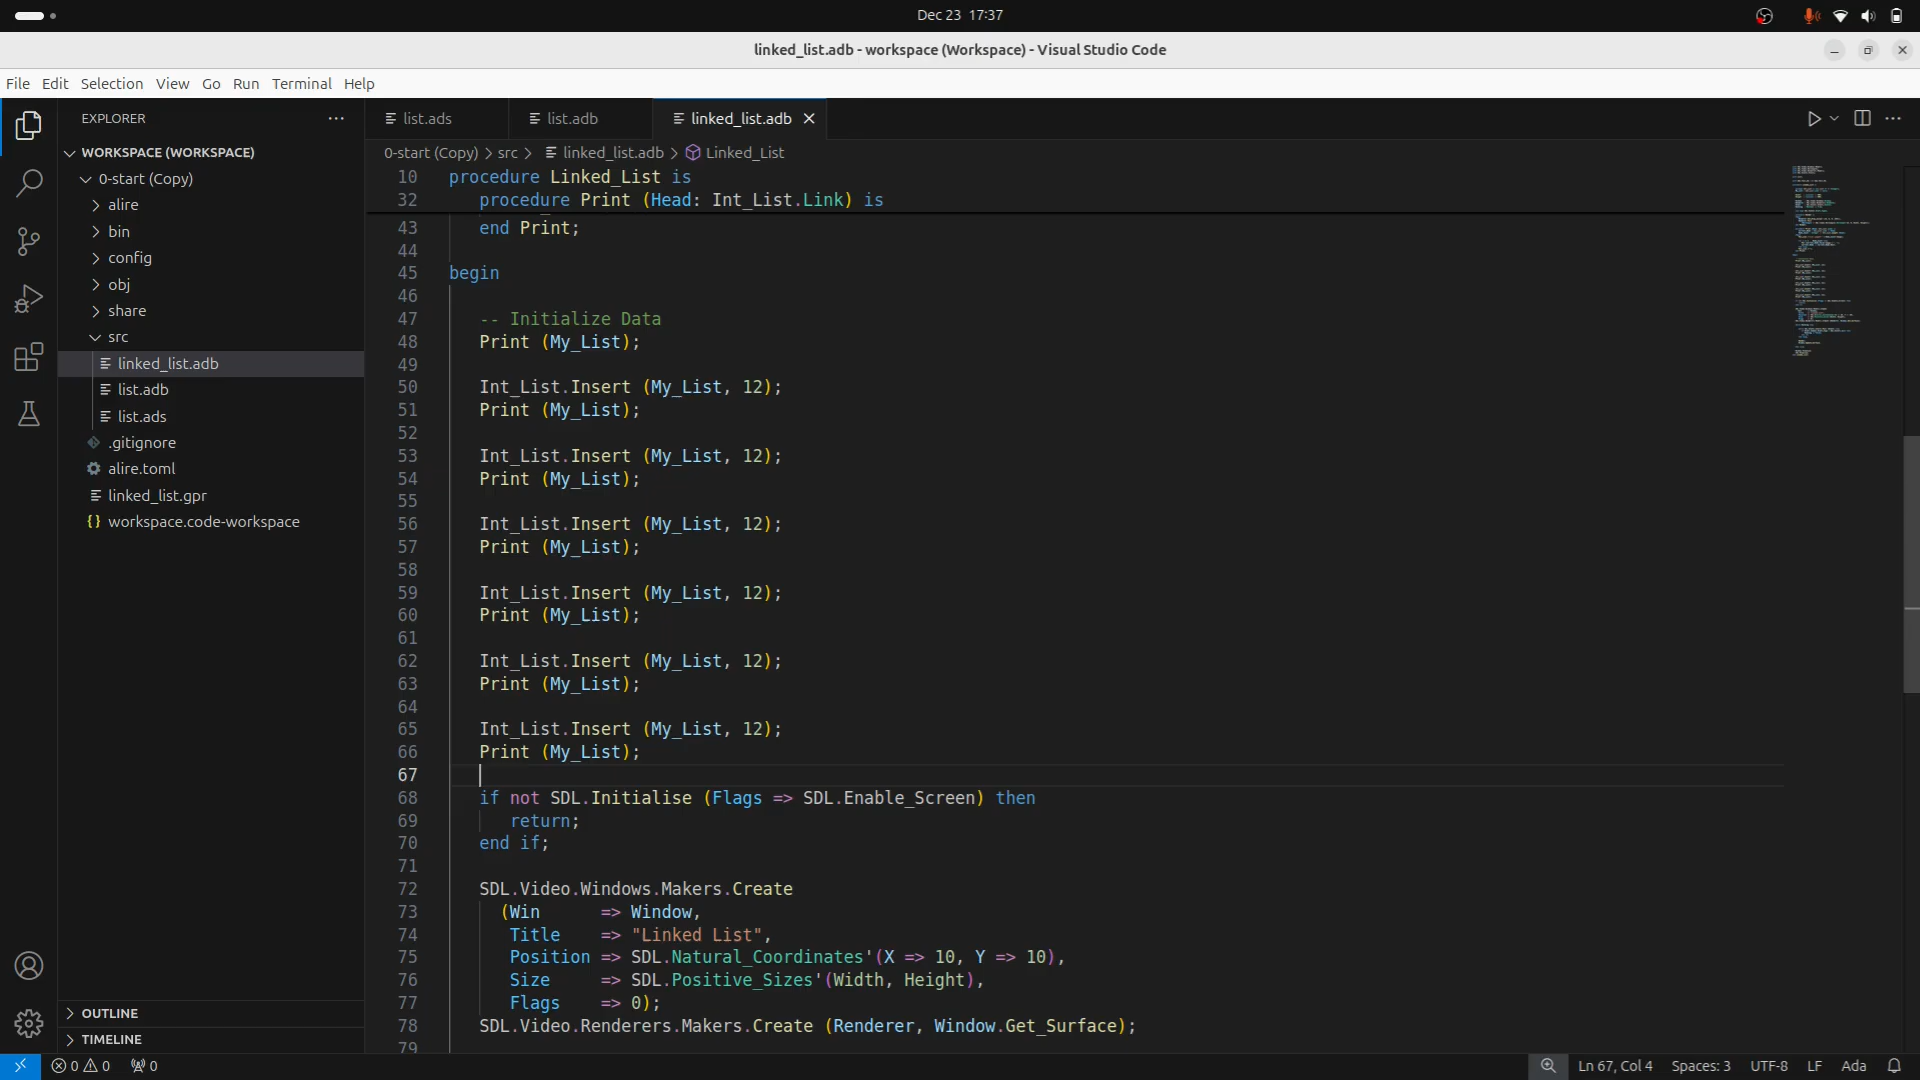 Dec 23 17:37
linked_list.adb - workspace (Workspace) - Visual Studio Code
File Edit Selection View Go Run Terminal Help
EXPLORER
WORKSPACE (WORKSPACE)
0-start (Copy)
alire
bin
config
obj
share
src
linked_list.adb
list.adb
list.ads
.gitignore
alire.toml
linked_list.gpr
{} workspace.code-workspace
OUTLINE
TIMELINE
list.ads list.adb linked_list.adb
0-start (Copy) > src > linked_list.adb > Linked_List
10 procedure Linked_List is
32 procedure Print (Head: Int_List.Link) is
43 end Print;
44
45 begin
46
47 -- Initialize Data
48 Print (My_List);
49
50 Int_List.Insert (My_List, 12);
51 Print (My_List);
52
53 Int_List.Insert (My_List, 12);
54 Print (My_List);
55
56 Int_List.Insert (My_List, 12);
57 Print (My_List);
58
59 Int_List.Insert (My_List, 12);
60 Print (My_List);
61
62 Int_List.Insert (My_List, 12);
63 Print (My_List);
64
65 Int_List.Insert (My_List, 12);
66 Print (My_List);
67
68 if not SDL.Initialise (Flags => SDL.Enable_Screen) then
69 return;
70 end if;
71
72 SDL.Video.Windows.Makers.Create
73 (Win => Window,
74 Title => "Linked List",
75 Position => SDL.Natural_Coordinates'(X => 10, Y => 10),
76 Size => SDL.Positive_Sizes'(Width, Height),
77 Flags => 0);
78 SDL.Video.Renderers.Makers.Create (Renderer, Window.Get_Surface);
79
0 0 0 Ln 67, Col 4 Spaces: 3 UTF-8 LF Ada